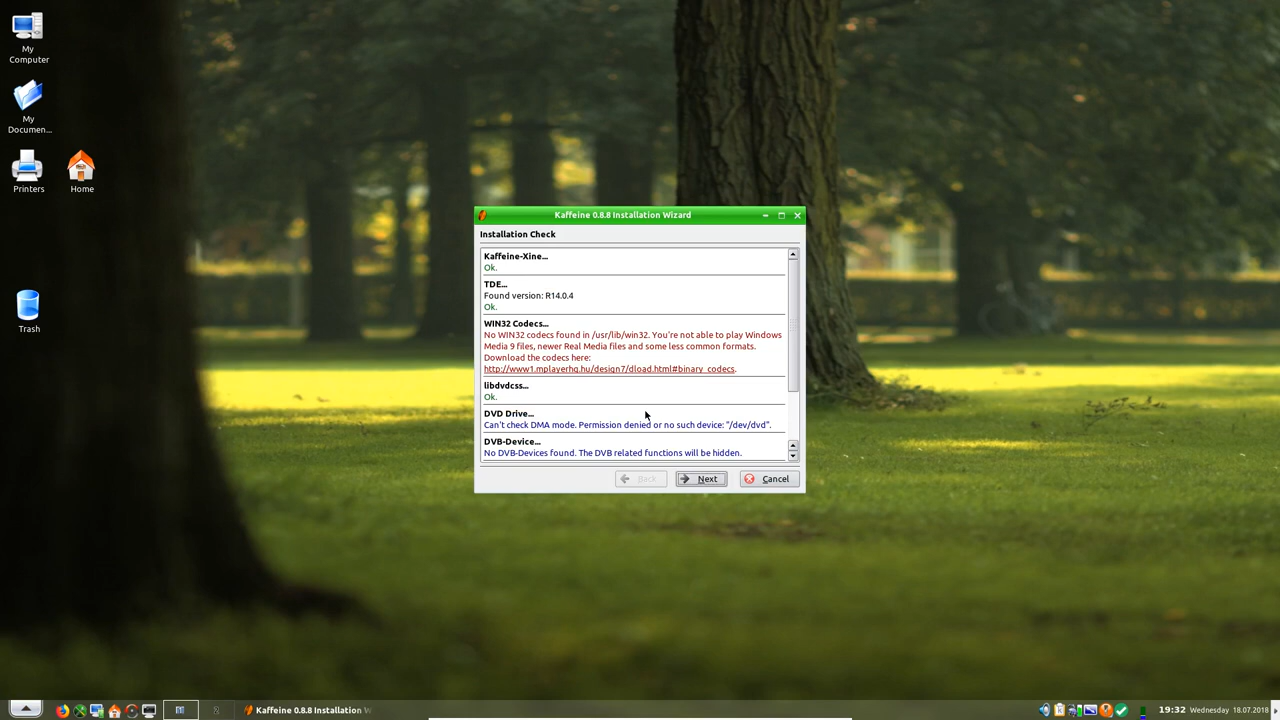 My
Computer
My
Documen...
Printers
Home
Trash
Kaffeine 0.8.8 Installation Wizard
Installation Check
Kaffeine-Xine...
Ok.
TDE...
Found version: R14.0.4
Ok.
WIN32 Codecs...
No WIN32 codecs found in /usr/lib/win32. You're not able to play Windows
Media 9 files, newer Real Media files and some less common formats.
Download the codecs here:
http://www1.mplayerhq.hu/design7/dload.html#binary_codecs.
libdvdcss...
Ok.
DVD Drive...
Can't check DMA mode. Permission denied or no such device: "/dev/dvd".
DVB-Device...
No DVB-Devices found. The DVB related functions will be hidden.
Back
Next
Cancel
2
Kaffeine 0.8.8 Installation W
19:32 Wednesday 18.07.2018